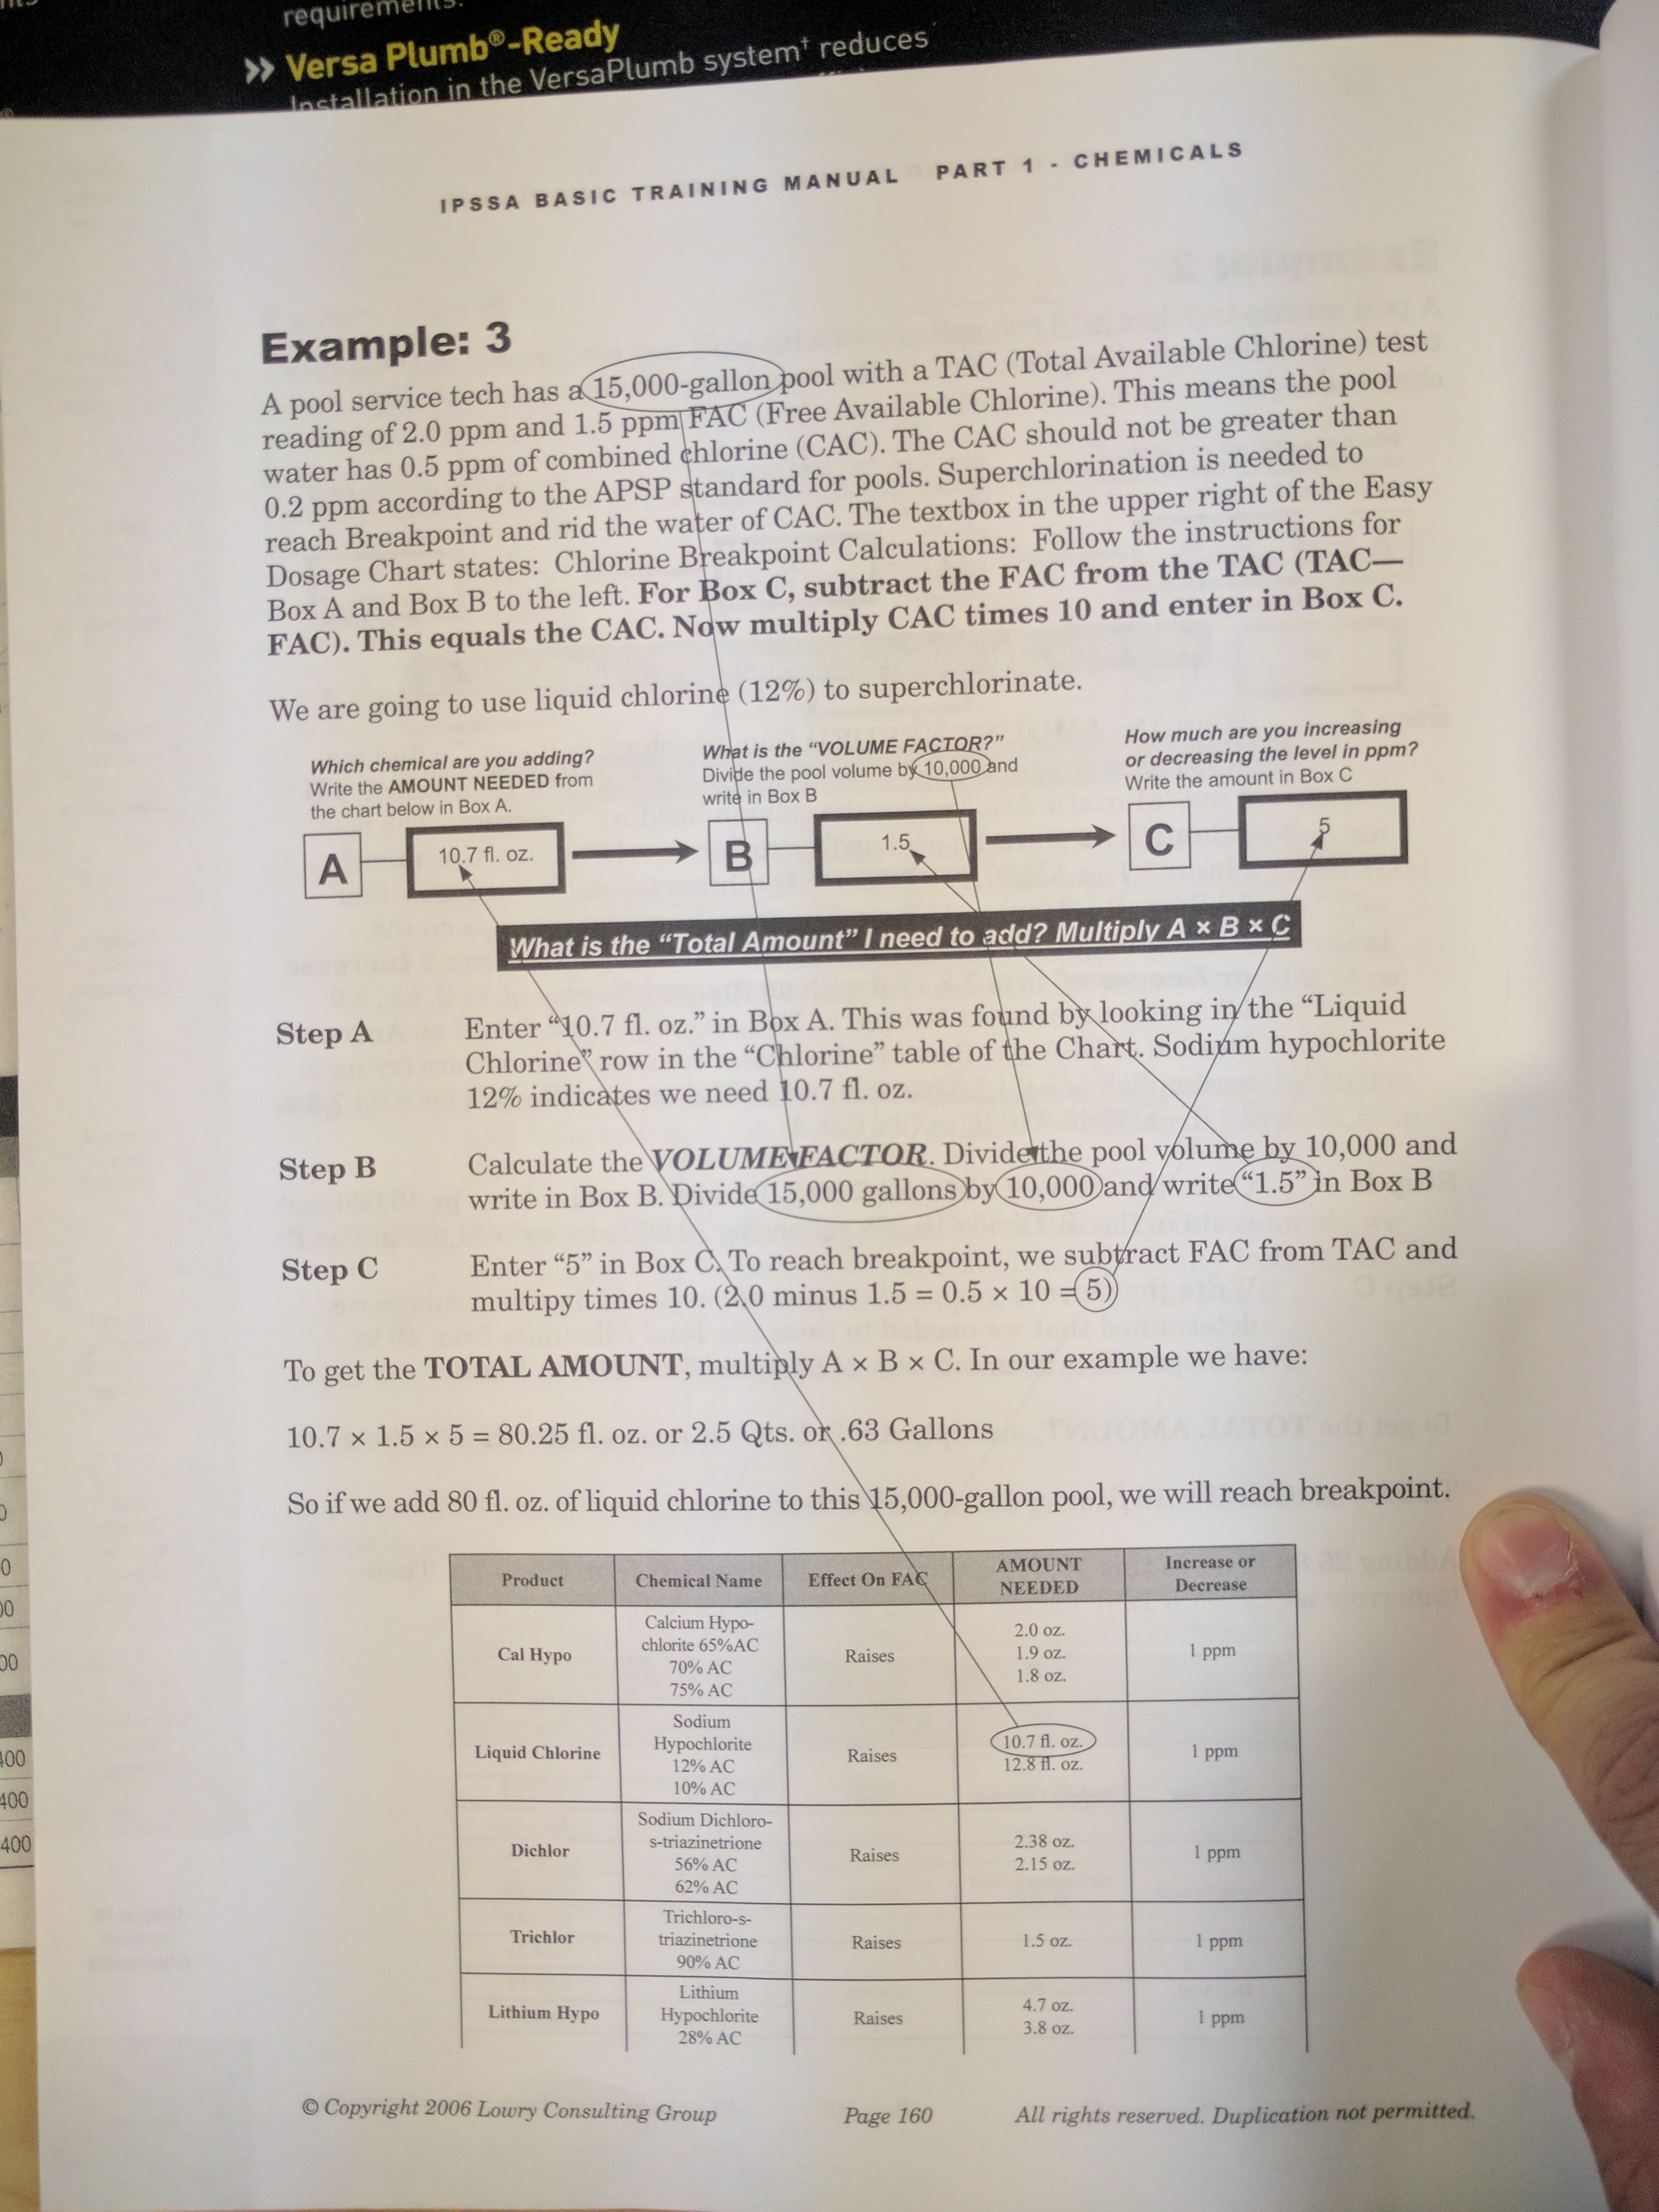 requirements.
» Versa Plumb®-Ready
Installation in the VersaPlumb system† reduces
IPSSA BASIC TRAINING MANUAL PART 1 - CHEMICALS
Example: 3
A pool service tech has a 15,000-gallon pool with a TAC (Total Available Chlorine) test
reading of 2.0 ppm and 1.5 ppm FAC (Free Available Chlorine). This means the pool
water has 0.5 ppm of combined chlorine (CAC). The CAC should not be greater than
0.2 ppm according to the APSP standard for pools. Superchlorination is needed to
reach Breakpoint and rid the water of CAC. The textbox in the upper right of the Easy
Dosage Chart states: Chlorine Breakpoint Calculations: Follow the instructions for
Box A and Box B to the left. For Box C, subtract the FAC from the TAC (TAC—
FAC). This equals the CAC. Now multiply CAC times 10 and enter in Box C.
We are going to use liquid chlorine (12%) to superchlorinate.
Which chemical are you adding?
Write the AMOUNT NEEDED from
the chart below in Box A.
What is the “VOLUME FACTOR?”
Divide the pool volume by 10,000 and
write in Box B
How much are you increasing
or decreasing the level in ppm?
Write the amount in Box C
A 10.7 fl. oz. B 1.5 C 5
What is the “Total Amount” I need to add? Multiply A × B × C
Step A Enter “10.7 fl. oz.” in Box A. This was found by looking in the “Liquid
Chlorine” row in the “Chlorine” table of the Chart. Sodium hypochlorite
12% indicates we need 10.7 fl. oz.
Step B Calculate the VOLUME FACTOR. Divide the pool volume by 10,000 and
write in Box B. Divide 15,000 gallons by 10,000 and write “1.5” in Box B
Step C Enter “5” in Box C. To reach breakpoint, we subtract FAC from TAC and
multipy times 10. (2.0 minus 1.5 = 0.5 × 10 = 5)
To get the TOTAL AMOUNT, multiply A × B × C. In our example we have:
10.7 × 1.5 × 5 = 80.25 fl. oz. or 2.5 Qts. or .63 Gallons
So if we add 80 fl. oz. of liquid chlorine to this 15,000-gallon pool, we will reach breakpoint.
Product
Chemical Name
Effect On FAC
AMOUNT
NEEDED
Increase or
Decrease
Cal Hypo
Calcium Hypo-
chlorite 65%AC
70% AC
75% AC
Raises
2.0 oz.
1.9 oz.
1.8 oz.
1 ppm
Liquid Chlorine
Sodium
Hypochlorite
12% AC
10% AC
Raises
10.7 fl. oz.
12.8 fl. oz.
1 ppm
Dichlor
Sodium Dichloro-
s-triazinetrione
56% AC
62% AC
Raises
2.38 oz.
2.15 oz.
1 ppm
Trichlor
Trichloro-s-
triazinetrione
90% AC
Raises
1.5 oz.
1 ppm
Lithium Hypo
Lithium
Hypochlorite
28% AC
Raises
4.7 oz.
3.8 oz.
1 ppm
© Copyright 2006 Lowry Consulting Group Page 160 All rights reserved. Duplication not permitted.
400
400
400